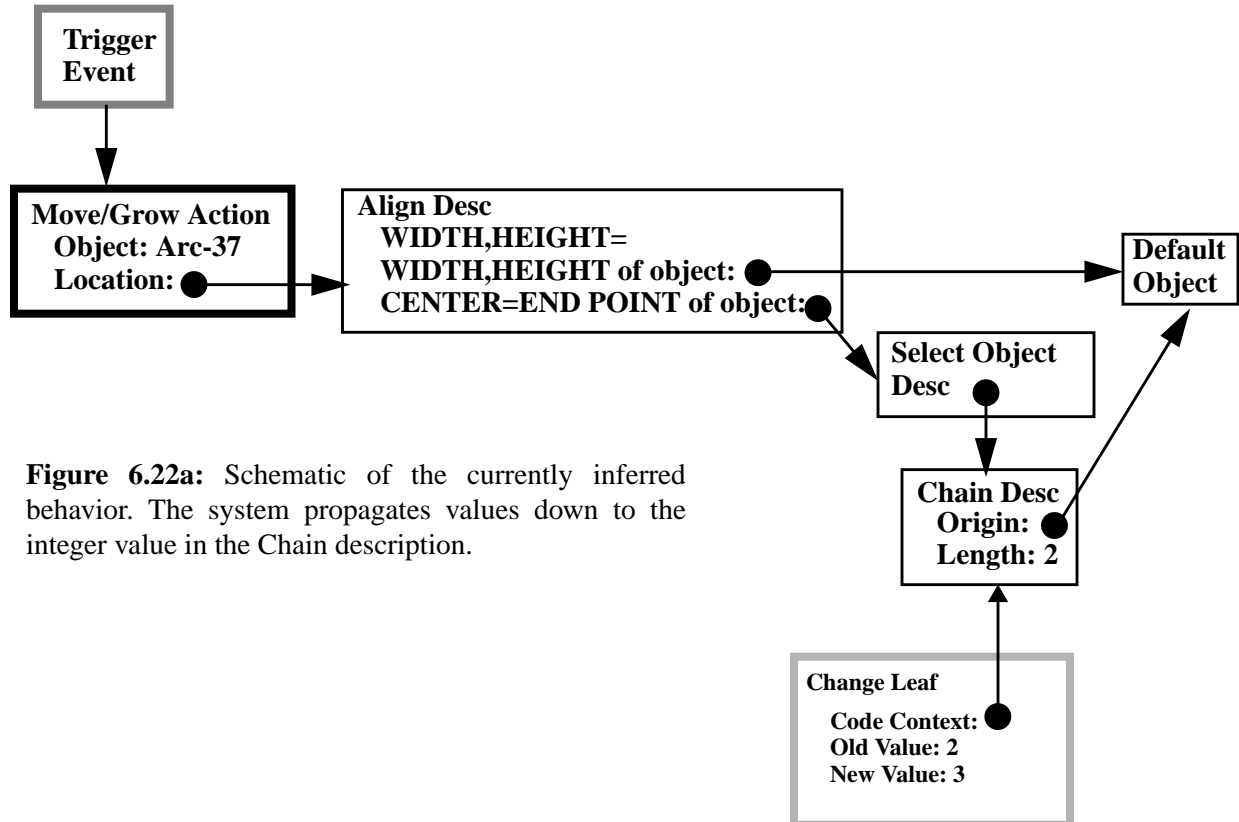 Trigger
Event
Move/Grow Action
Object: Arc-37
Location:
Align Desc
WIDTH,HEIGHT=
WIDTH,HEIGHT of object:
CENTER=END POINT of object:
Default
Object
Select Object
Desc
Chain Desc
Origin:
Length: 2
Figure 6.22a: Schematic of the currently inferred
behavior. The system propagates values down to the
integer value in the Chain description.
Change Leaf
Code Context:
Old Value: 2
New Value: 3